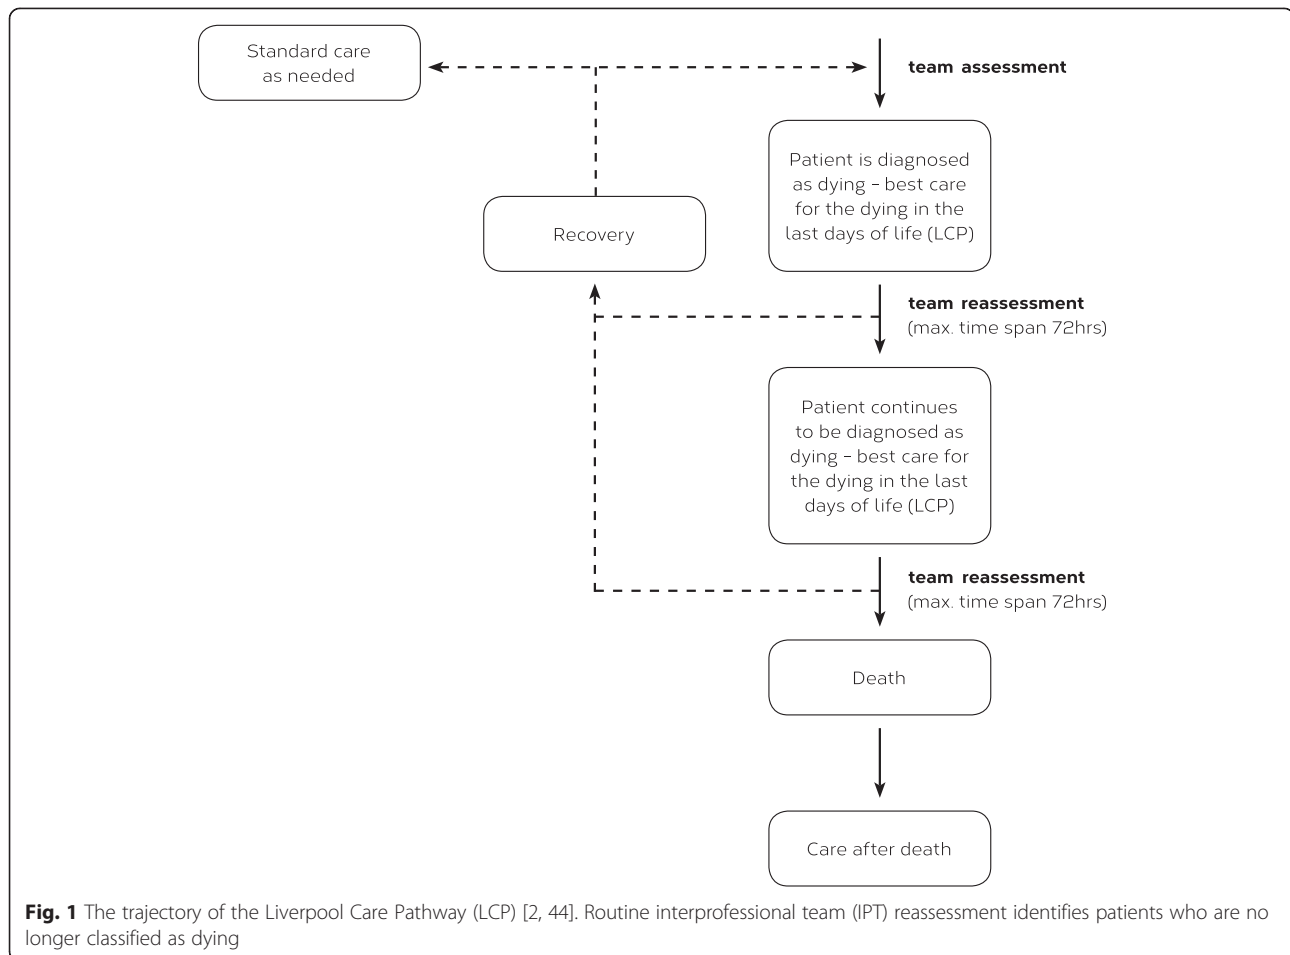 Standard care
as needed
team assessment
Patient is diagnosed
as dying – best care
for the dying in the
last days of life (LCP)
Recovery
team reassessment
(max. time span 72hrs)
Patient continues
to be diagnosed as
dying – best care for
the dying in the last
days of life (LCP)
team reassessment
(max. time span 72hrs)
Death
Care after death
Fig. 1 The trajectory of the Liverpool Care Pathway (LCP) [2, 44]. Routine interprofessional team (IPT) reassessment identifies patients who are no
longer classified as dying